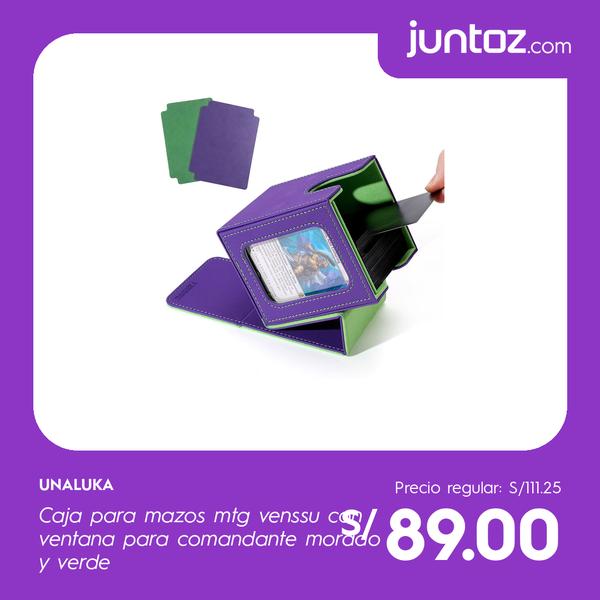 juntoz.com
UNALUKA
Precio regular: S/111.25
Caja para mazos mtg venssu con
ventana para comandante morado
y verde
S/ 89.00